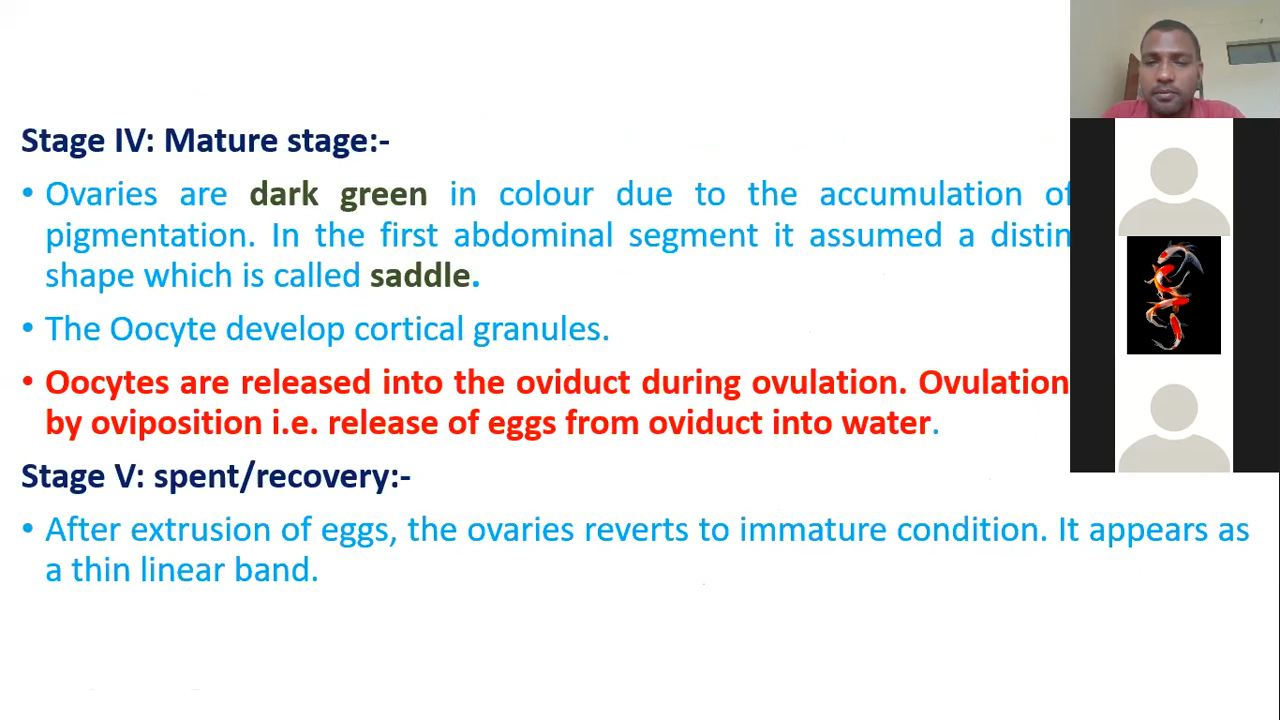 Stage IV: Mature stage:-
• Ovaries are dark green in colour due to the accumulation of
pigmentation. In the first abdominal segment it assumed a distin
shape which is called saddle.
• The Oocyte develop cortical granules.
• Oocytes are released into the oviduct during ovulation. Ovulation
by oviposition i.e. release of eggs from oviduct into water.
Stage V: spent/recovery:-
• After extrusion of eggs, the ovaries reverts to immature condition. It appears as
a thin linear band.